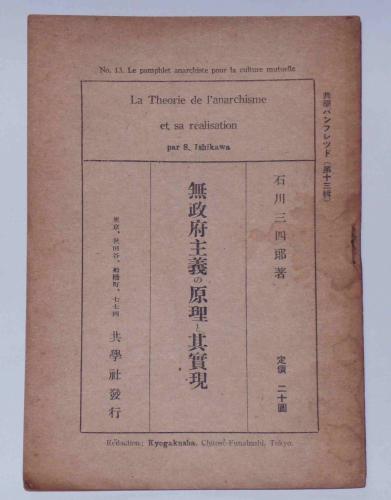 No. 13. Le pamphlet anarchiste pour la culture mutuelle
La Theorie de l'anarchisme
et sa realisation
par S. Ishikawa
共學パンフレツド（第十三輯）
石川三四郎著
定價 二十圓
無政府主義の原理と其實現
東京、世田谷、船橋町、七七四
共學社發行
Rédaction; Kyogakusha, Chitosé-Funabashi, Tokyo.